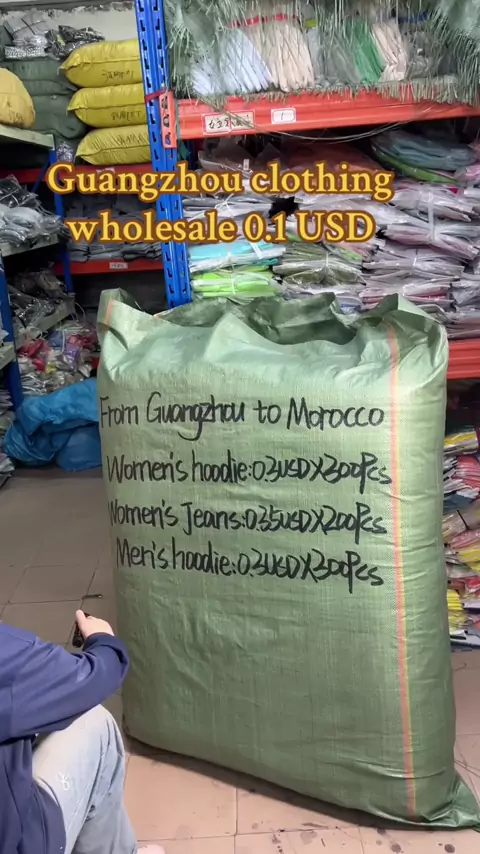 Guangzhou clothing
wholesale 0.1 USD
From Guangzhou to Morocco
Women's hoodie:0.3USDX300Pcs
Women's Jeans:0.35USDX200Pcs
Men's hoodie:0.3USDX300Pcs